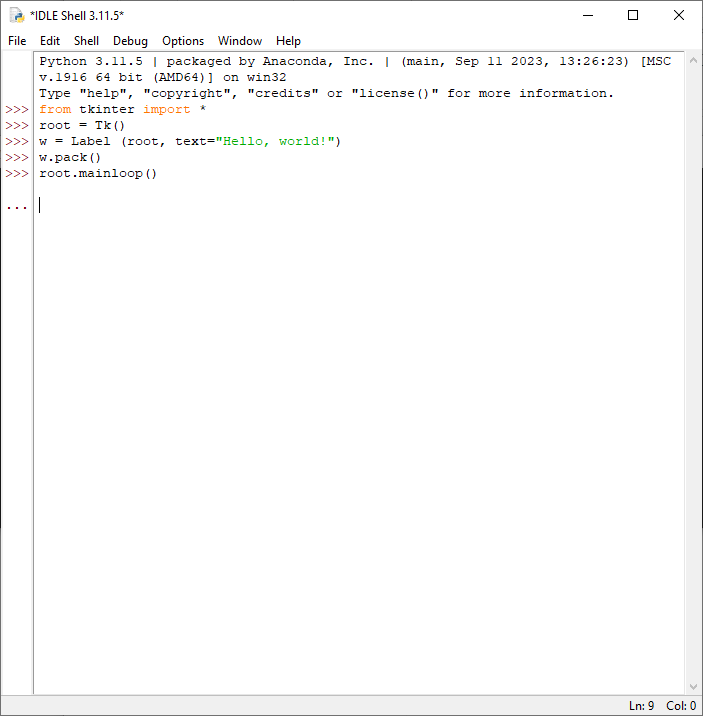 *IDLE Shell 3.11.5*
File Edit Shell Debug Options Window Help
Python 3.11.5 | packaged by Anaconda, Inc. | (main, Sep 11 2023, 13:26:23) [MSC
v.1916 64 bit (AMD64)] on win32
Type "help", "copyright", "credits" or "license()" for more information.
>>> from tkinter import *
>>> root = Tk()
>>> w = Label (root, text="Hello, world!")
>>> w.pack()
>>> root.mainloop()
...
Ln: 9 Col: 0